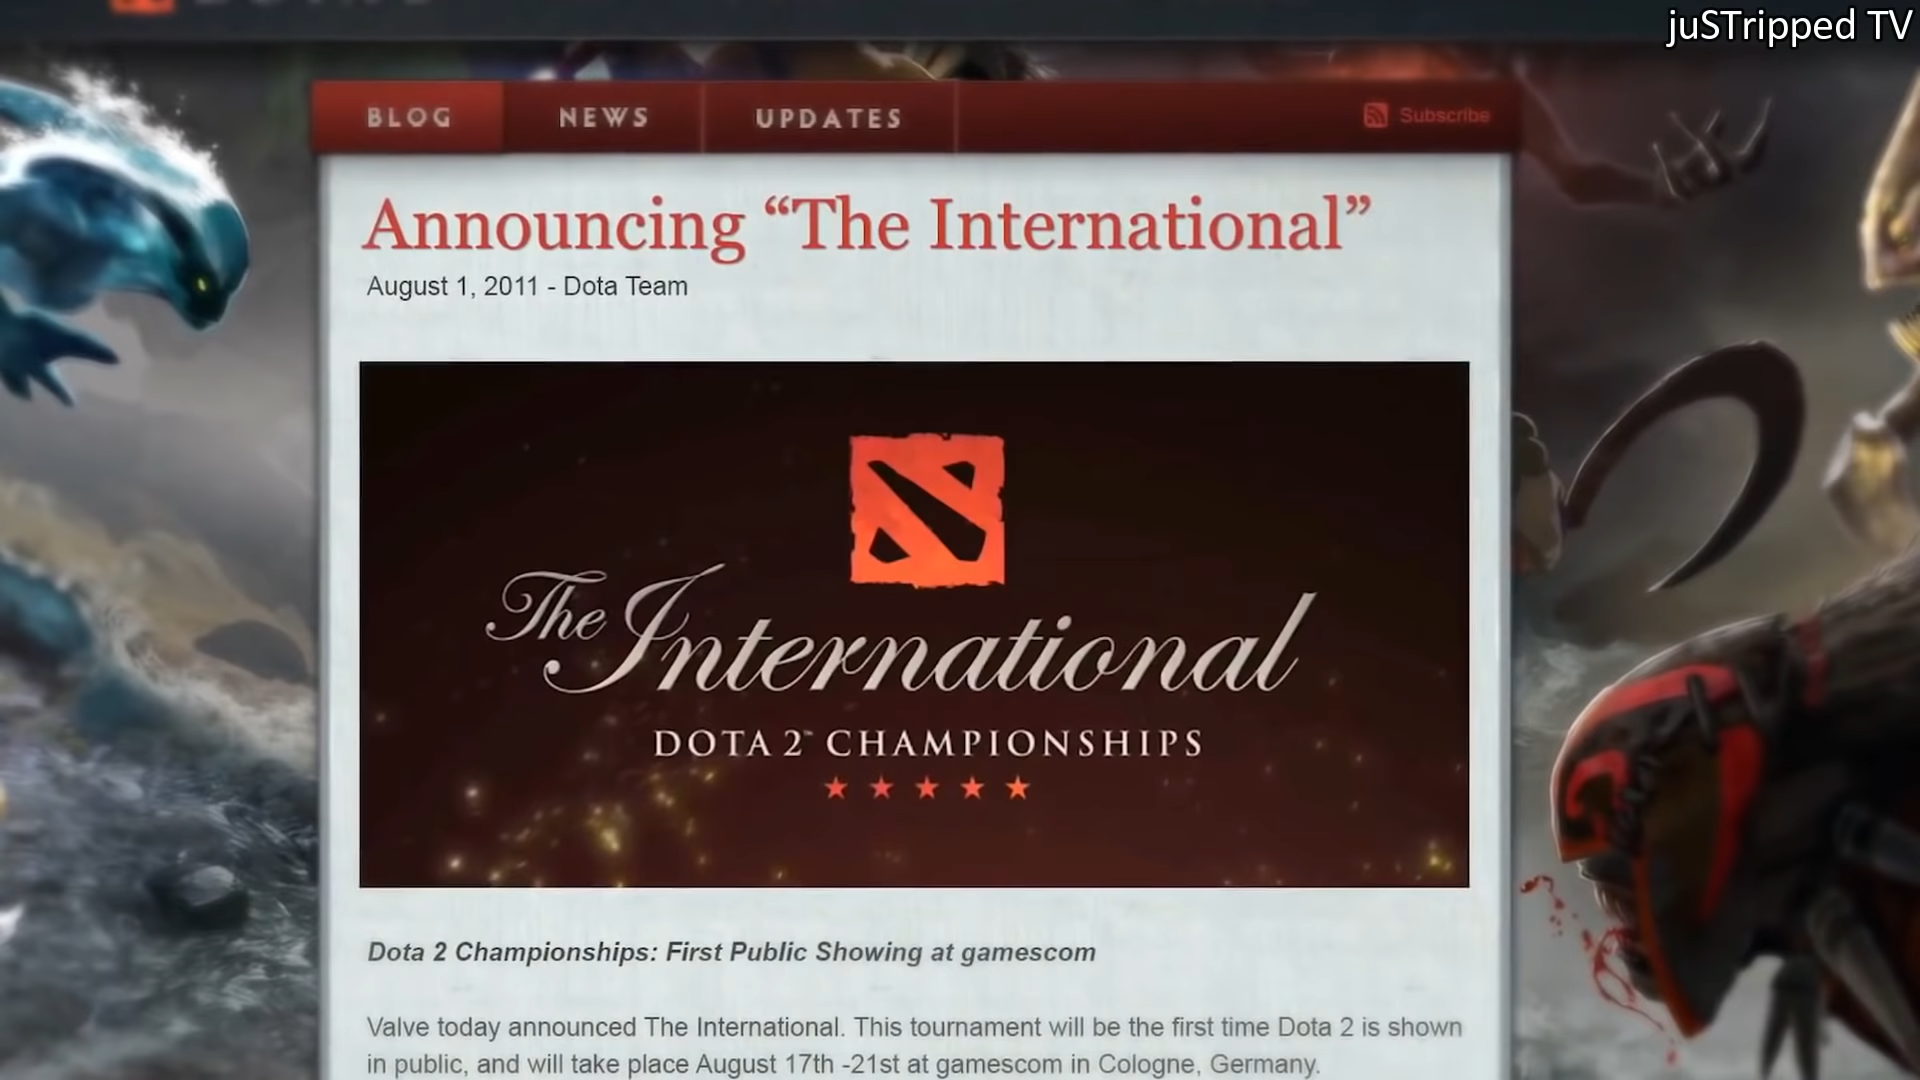 juSTripped TV
BLOG NEWS UPDATES Subscribe
Announcing “The International”
August 1, 2011 - Dota Team
The International
DOTA 2™ CHAMPIONSHIPS
Dota 2 Championships: First Public Showing at gamescom
Valve today announced The International. This tournament will be the first time Dota 2 is shown
in public, and will take place August 17th -21st at gamescom in Cologne, Germany.